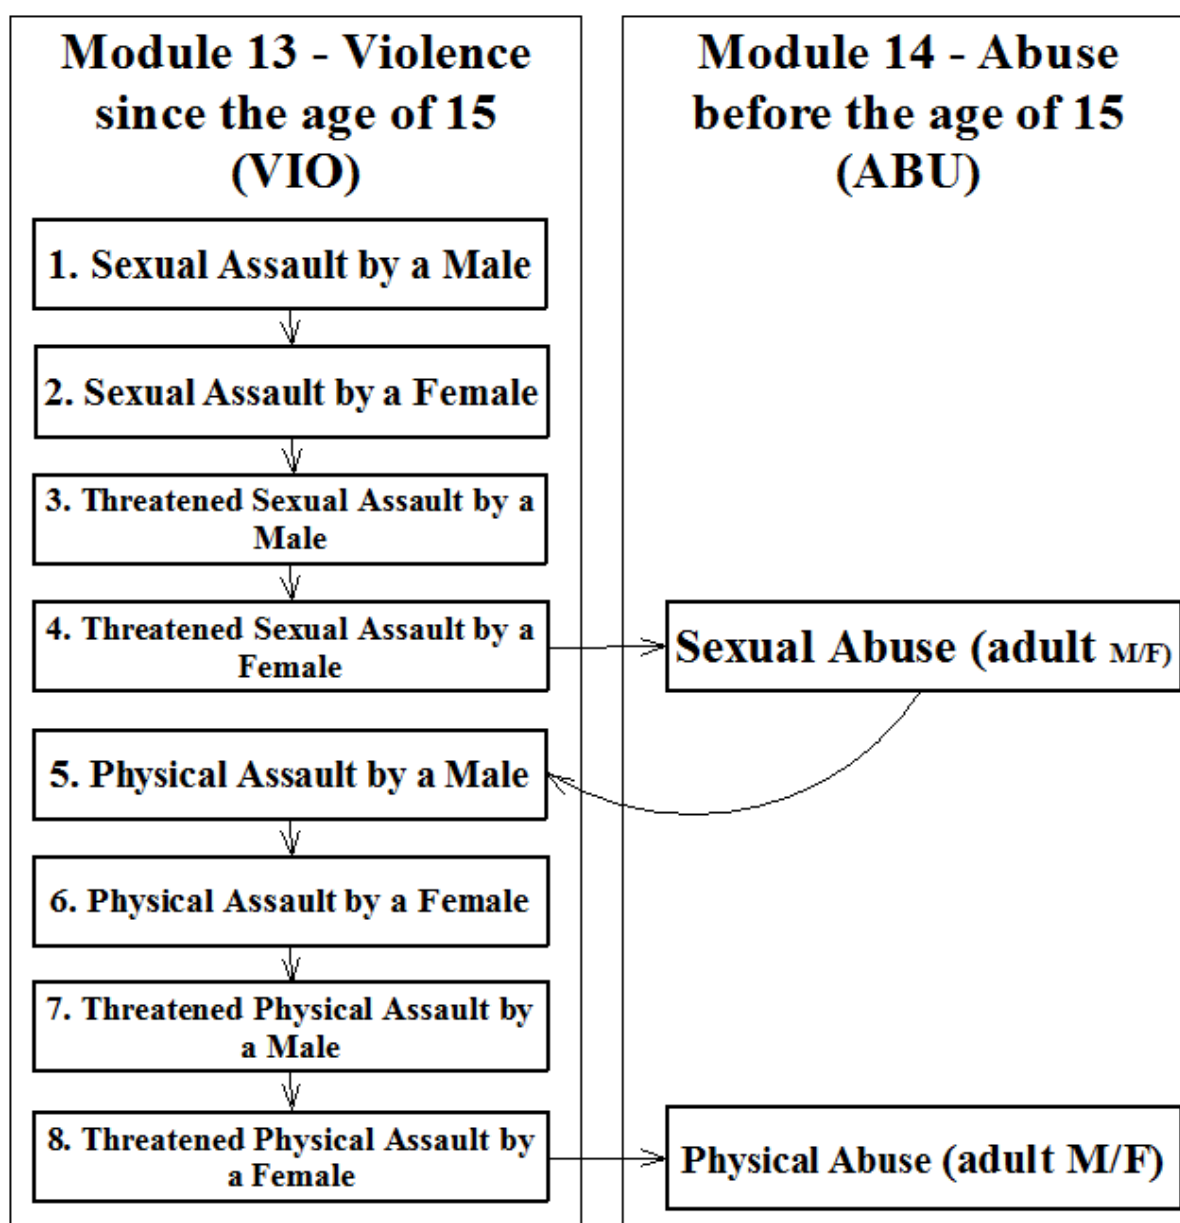 Module 13 - Violence
since the age of 15
(VIO)
1. Sexual Assault by a Male
2. Sexual Assault by a Female
3. Threatened Sexual Assault by a
Male
4. Threatened Sexual Assault by a
Female
5. Physical Assault by a Male
6. Physical Assault by a Female
7. Threatened Physical Assault by
a Male
8. Threatened Physical Assault by
a Female
Module 14 - Abuse
before the age of 15
(ABU)
Sexual Abuse (adult M/F)
Physical Abuse (adult M/F)